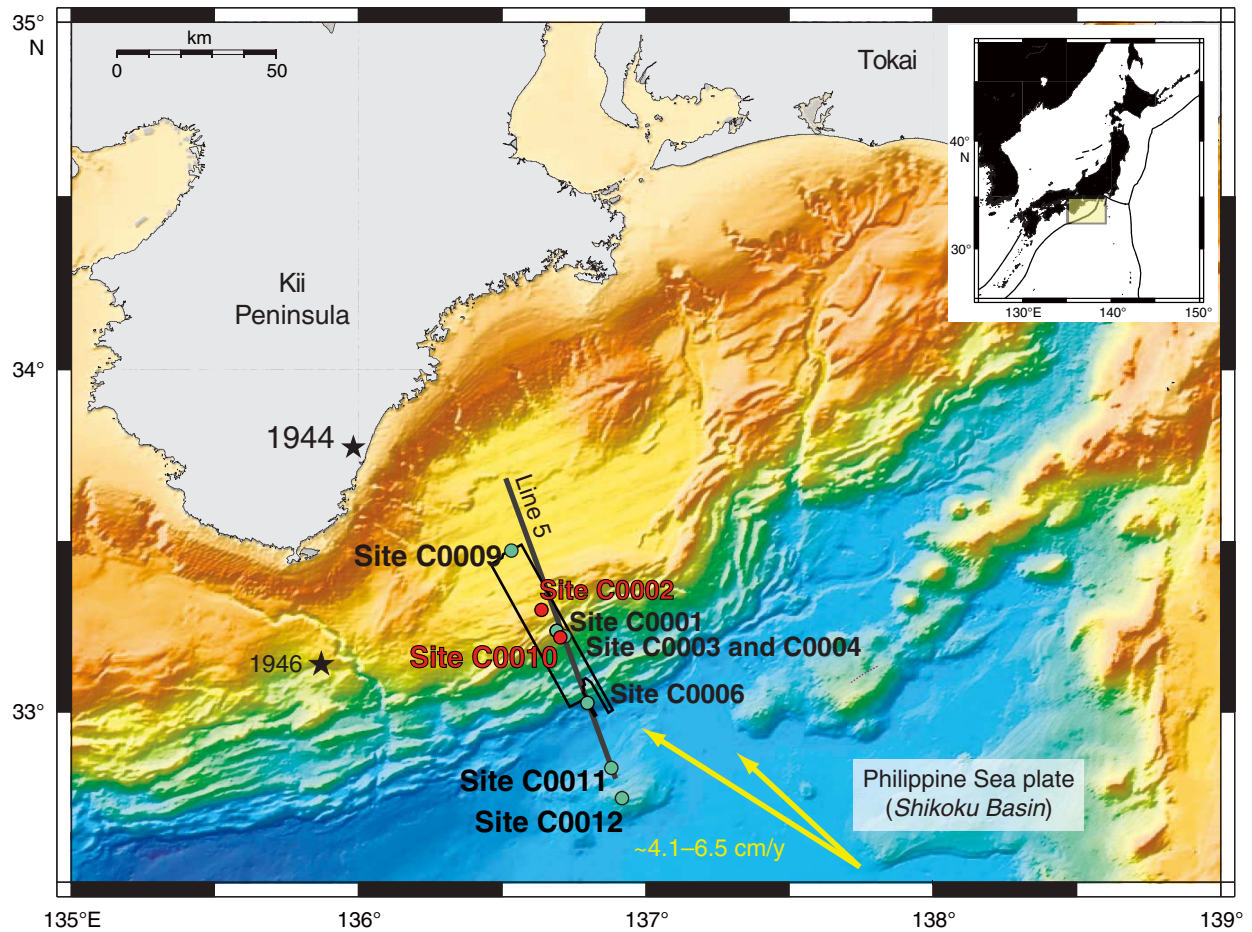 35°
N
km
0 50
Tokai
40°
N
30°
130°E 140° 150°
Kii
Peninsula
34°
1944
Line 5
Site C0009
Site C0002
Site C0001
Site C0003 and C0004
Site C0010
1946
Site C0006
33°
Site C0011
Philippine Sea plate
(Shikoku Basin)
Site C0012
~4.1–6.5 cm/y
135°E 136° 137° 138° 139°